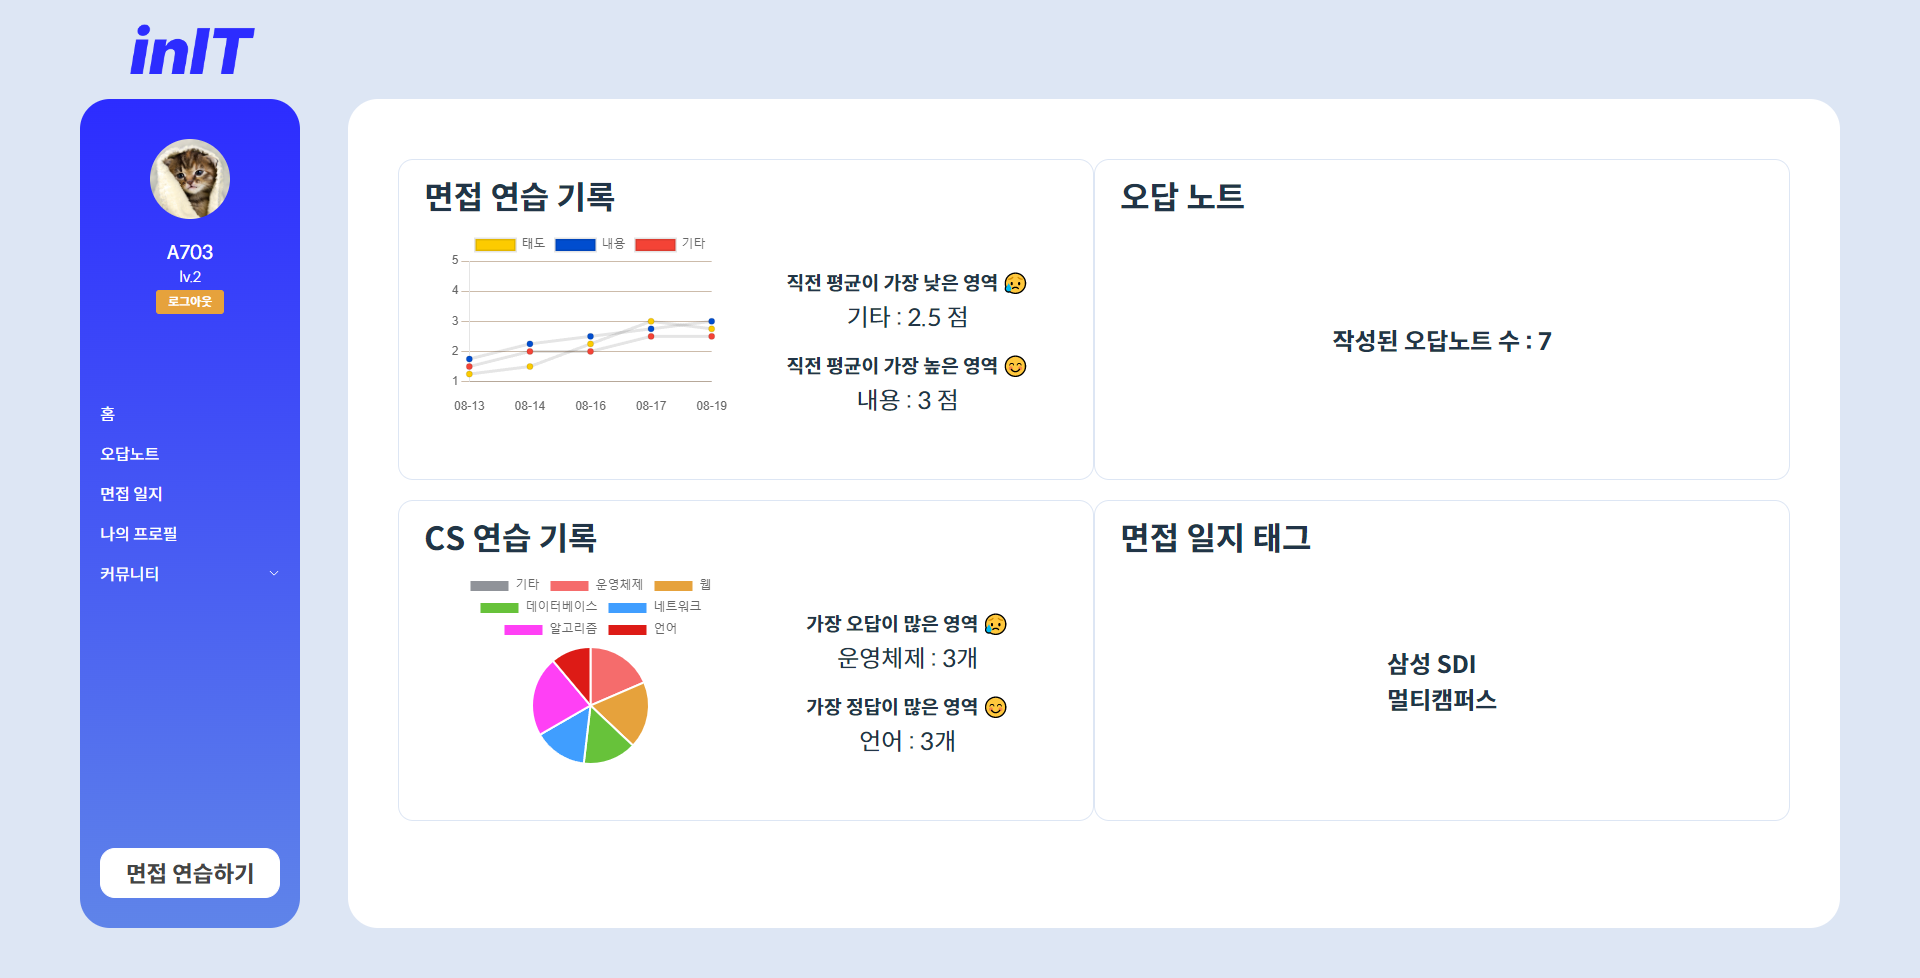 inIT
A703
lv.2
로그아웃
홈
오답노트
면접 일지
나의 프로필
커뮤니티
면접 연습하기
면접 연습 기록
태도 내용 기타
5
4
3
2
1
08-13 08-14 08-16 08-17 08-19
직전 평균이 가장 낮은 영역 😥
기타 : 2.5 점
직전 평균이 가장 높은 영역 😊
내용 : 3 점
오답 노트
작성된 오답노트 수 : 7
CS 연습 기록
기타 운영체제 웹
데이터베이스 네트워크
알고리즘 언어
가장 오답이 많은 영역 😥
운영체제 : 3개
가장 정답이 많은 영역 😊
언어 : 3개
면접 일지 태그
삼성 SDI
멀티캠퍼스